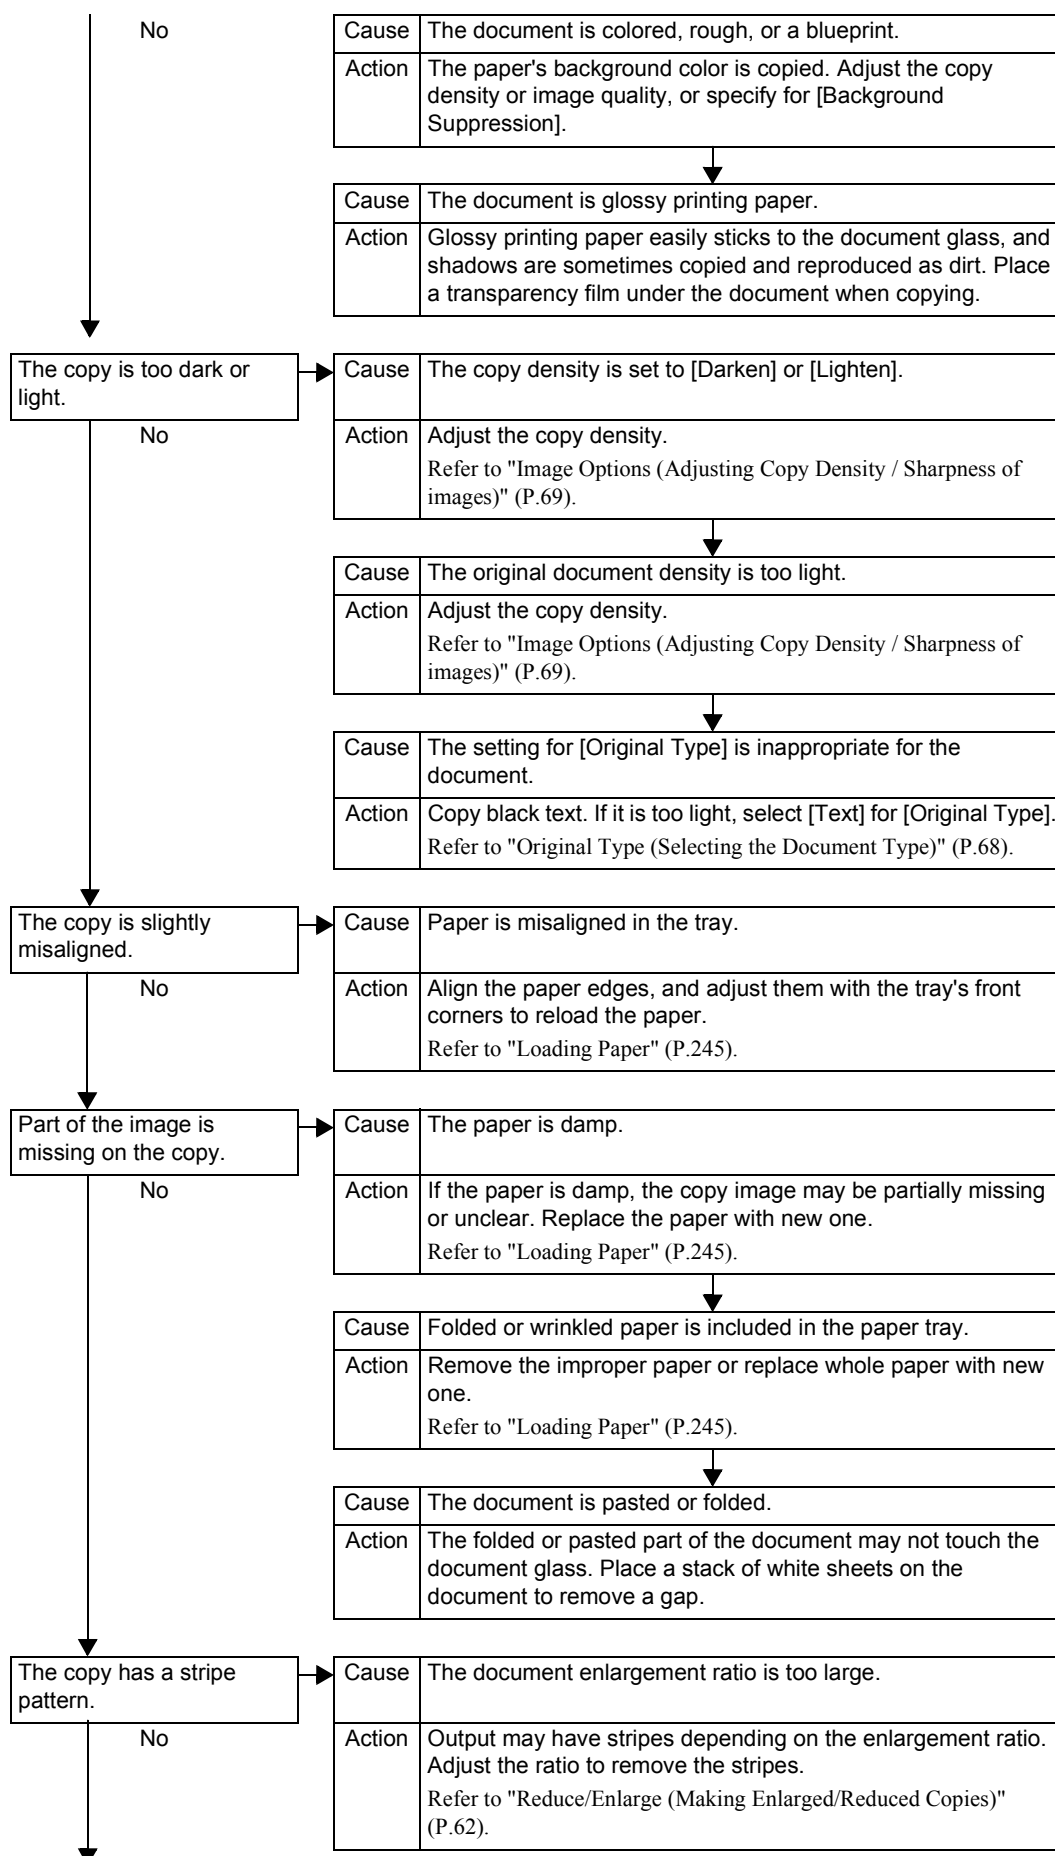 No
Cause The document is colored, rough, or a blueprint.
Action The paper's background color is copied. Adjust the copy
density or image quality, or specify for [Background
Suppression].
Cause The document is glossy printing paper.
Action Glossy printing paper easily sticks to the document glass, and
shadows are sometimes copied and reproduced as dirt. Place
a transparency film under the document when copying.
The copy is too dark or
light.
No
Cause The copy density is set to [Darken] or [Lighten].
Action Adjust the copy density.
Refer to "Image Options (Adjusting Copy Density / Sharpness of
images)" (P.69).
Cause The original document density is too light.
Action Adjust the copy density.
Refer to "Image Options (Adjusting Copy Density / Sharpness of
images)" (P.69).
Cause The setting for [Original Type] is inappropriate for the
document.
Action Copy black text. If it is too light, select [Text] for [Original Type].
Refer to "Original Type (Selecting the Document Type)" (P.68).
The copy is slightly
misaligned.
No
Cause Paper is misaligned in the tray.
Action Align the paper edges, and adjust them with the tray's front
corners to reload the paper.
Refer to "Loading Paper" (P.245).
Part of the image is
missing on the copy.
No
Cause The paper is damp.
Action If the paper is damp, the copy image may be partially missing
or unclear. Replace the paper with new one.
Refer to "Loading Paper" (P.245).
Cause Folded or wrinkled paper is included in the paper tray.
Action Remove the improper paper or replace whole paper with new
one.
Refer to "Loading Paper" (P.245).
Cause The document is pasted or folded.
Action The folded or pasted part of the document may not touch the
document glass. Place a stack of white sheets on the
document to remove a gap.
The copy has a stripe
pattern.
No
Cause The document enlargement ratio is too large.
Action Output may have stripes depending on the enlargement ratio.
Adjust the ratio to remove the stripes.
Refer to "Reduce/Enlarge (Making Enlarged/Reduced Copies)"
(P.62).